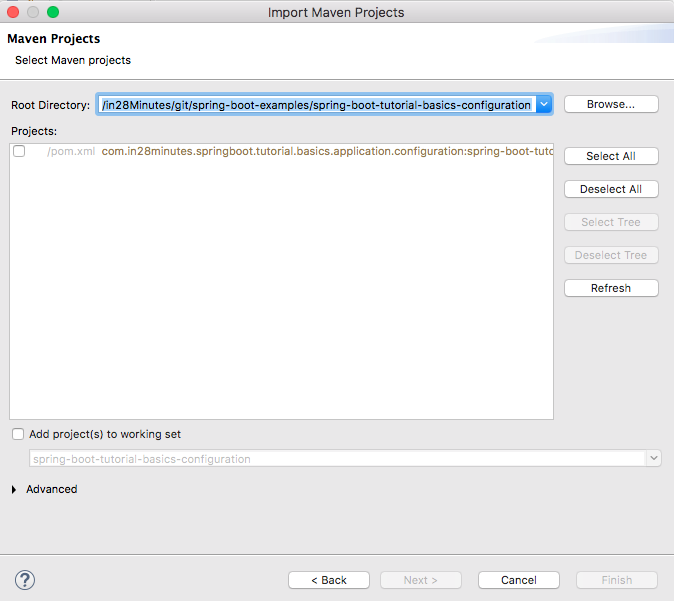 Import Maven Projects
Maven Projects
Select Maven projects
Root Directory: /in28Minutes/git/spring-boot-examples/spring-boot-tutorial-basics-configuration Browse...
Projects:
/pom.xml com.in28minutes.springboot.tutorial.basics.application.configuration:spring-boot-tuto
Select All
Deselect All
Select Tree
Deselect Tree
Refresh
Add project(s) to working set
spring-boot-tutorial-basics-configuration
Advanced
? < Back Next > Cancel Finish